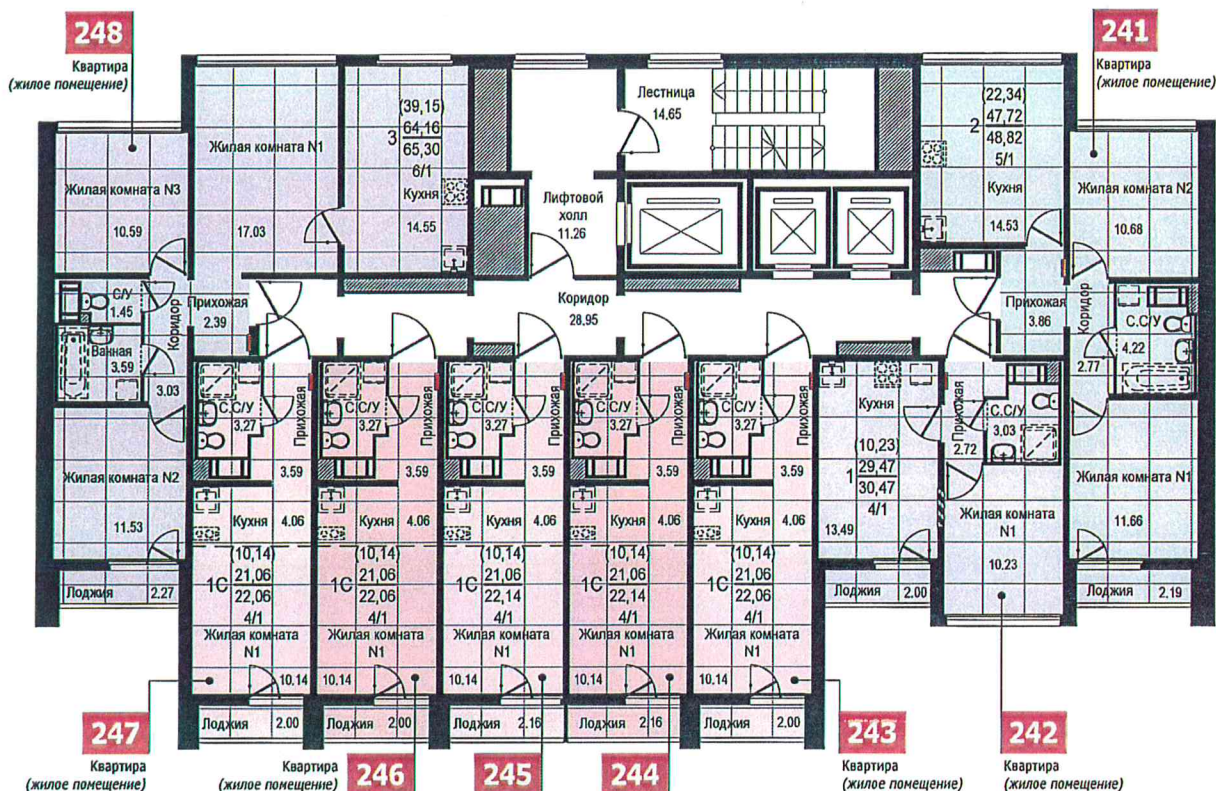 248
Квартира
(жилое помещение)
241
Квартира
(жилое помещение)
Жилая комната N3
10.59
Жилая комната N1
17.03
(39,15)
3 64,16
65,30
6/1
Кухня
14.55
Лестница
14.65
Лифтовой
холл
11.26
(22,34)
2 47,72
48,82
5/1
Кухня
14.53
Жилая комната N2
10.68
С/У
1.45
Ванная
3.59
Коридор
3.03
Прихожая
2.39
Коридор
28.95
Прихожая
3.86
Коридор
2.77
С.С/У
4.22
Жилая комната N2
11.53
Лоджия 2.27
С.С/У
3.27
Прихожая
3.59
Кухня 4.06
(10,14)
1С 21,06
22,06
4/1
Жилая комната
N1
10.14
Лоджия 2.00
С.С/У
3.27
Прихожая
3.59
Кухня 4.06
(10,14)
1С 21,06
22,06
4/1
Жилая комната
N1
10.14
Лоджия 2.00
С.С/У
3.27
Прихожая
3.59
Кухня 4.06
(10,14)
1С 21,06
22,14
4/1
Жилая комната
N1
10.14
Лоджия 2.16
С.С/У
3.27
Прихожая
3.59
Кухня 4.06
(10,14)
1С 21,06
22,14
4/1
Жилая комната
N1
10.14
Лоджия 2.16
С.С/У
3.27
Прихожая
3.59
Кухня 4.06
(10,14)
1С 21,06
22,06
4/1
Жилая комната
N1
10.14
Лоджия 2.00
Кухня
(10,23)
1 29,47
30,47
4/1
13.49
Лоджия 2.00
Прихожая
2.72
С.С/У
3.03
Жилая комната
N1
10.23
Жилая комната N1
11.66
Лоджия 2.19
247
Квартира
(жилое помещение)
Квартира
(жилое помещение)
246
245
244
243
Квартира
(жилое помещение)
242
Квартира
(жилое помещение)